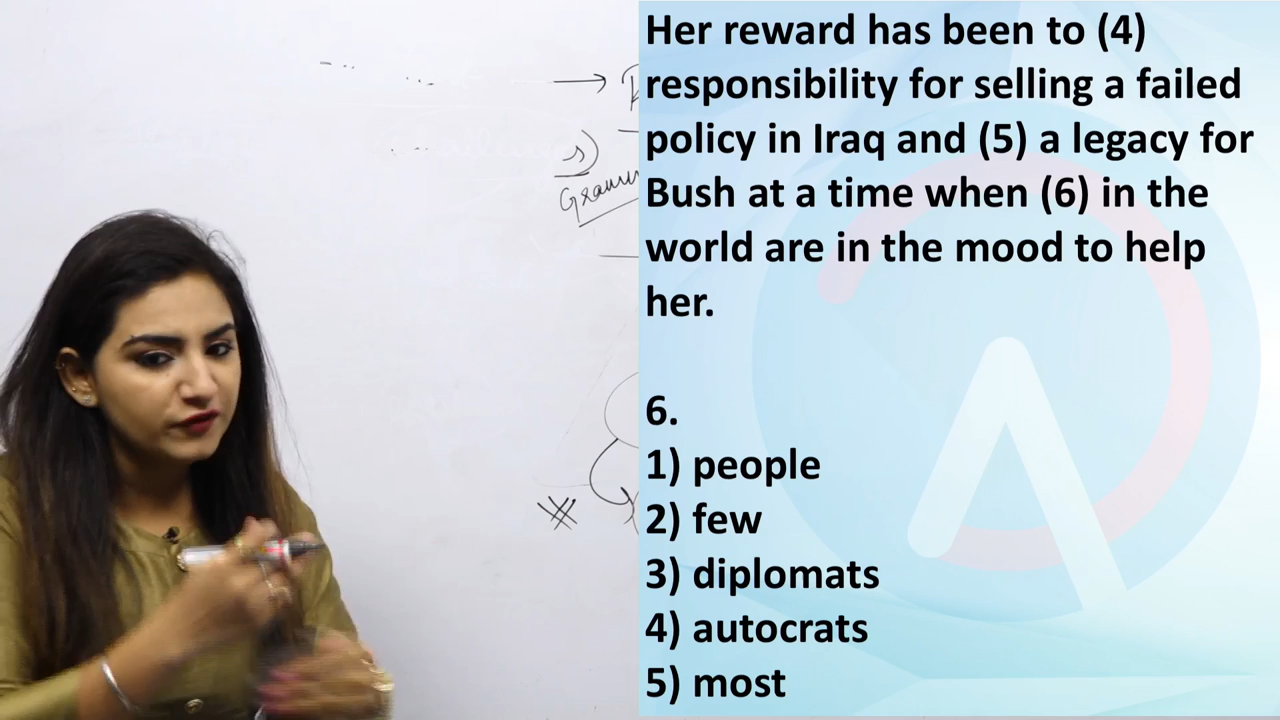 Her reward has been to (4)
responsibility for selling a failed
policy in Iraq and (5) a legacy for
Bush at a time when (6) in the
world are in the mood to help
her.
6.
1) people
2) few
3) diplomats
4) autocrats
5) most